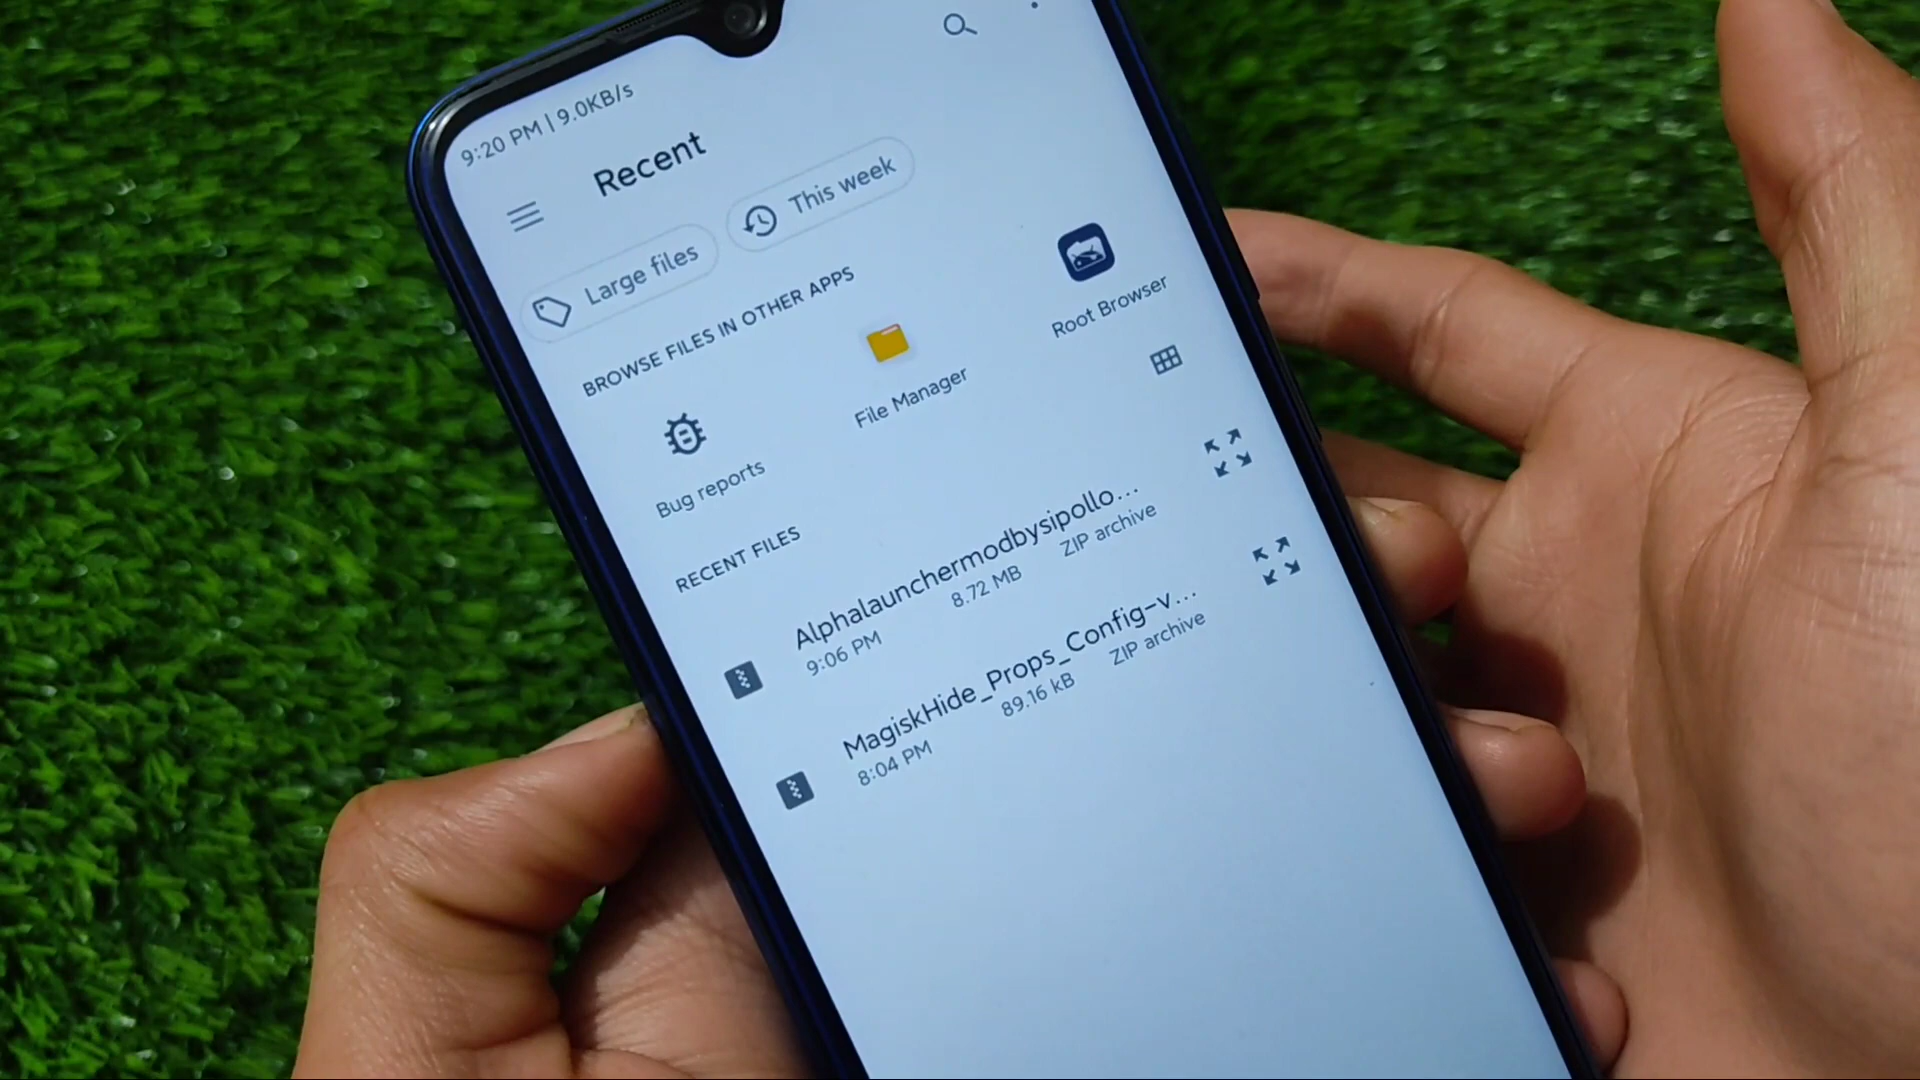 9:20 PM | 9.0KB/s
Recent
Large files
This week
BROWSE FILES IN OTHER APPS
Bug reports
File Manager
Root Browser
RECENT FILES
Alphalaunchermodbysipollo...
9:06 PM 8.72 MB ZIP archive
MagiskHide_Props_Config-v...
8:04 PM 89.16 kB ZIP archive